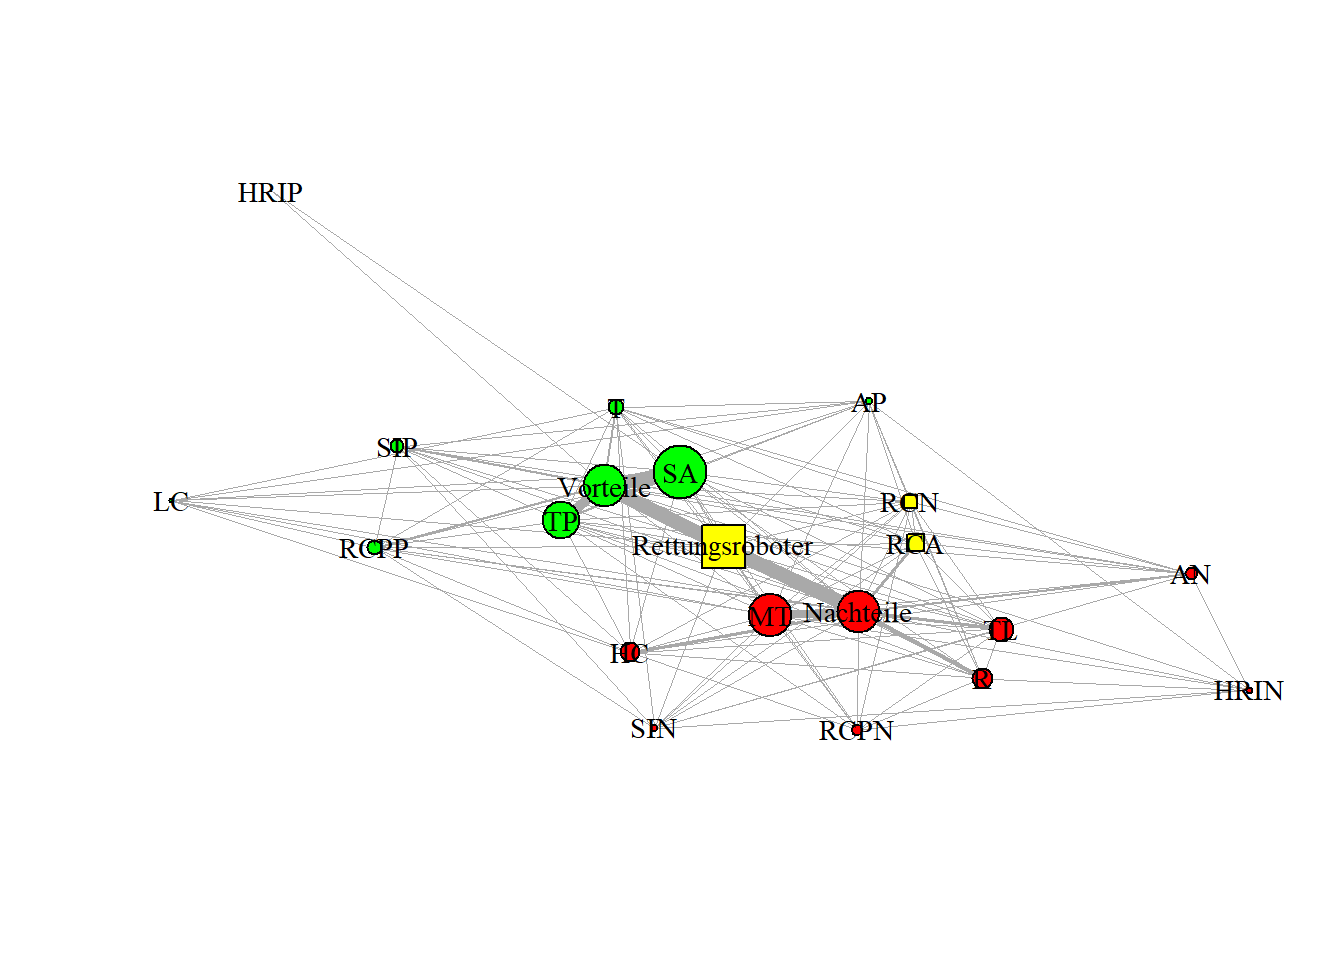 HRIP
T
AP
SIP
SA
Vorteile
LC
RCN
TP
RCPP
Rettungsroboter
RCA
AN
MT
Nachteile
TL
HC
R
HRIN
SIN
RCPN